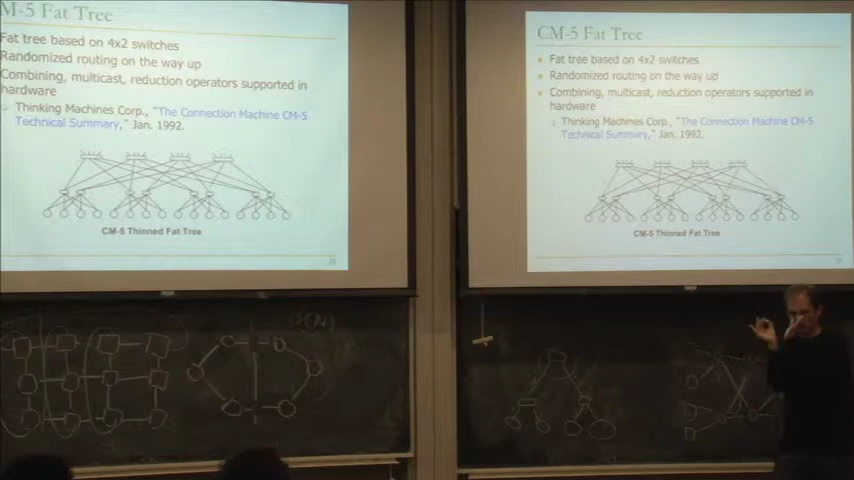 M-5 Fat Tree
Fat tree based on 4x2 switches
Randomized routing on the way up
Combining, multicast, reduction operators supported in
hardware
Thinking Machines Corp., "The Connection Machine CM-5
Technical Summary," Jan. 1992.
CM-5 Thinned Fat Tree
CM-5 Fat Tree
Fat tree based on 4x2 switches
Randomized routing on the way up
Combining, multicast, reduction operators supported in
hardware
Thinking Machines Corp., "The Connection Machine CM-5
Technical Summary," Jan. 1992.
CM-5 Thinned Fat Tree